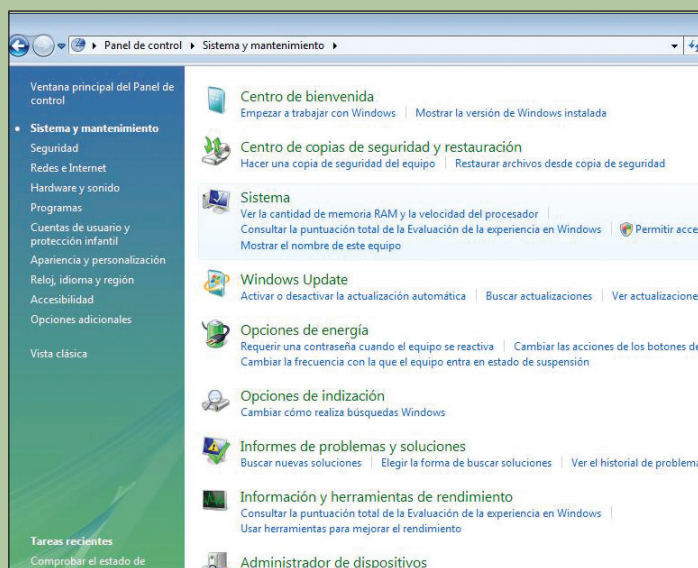 Panel de control ▸ Sistema y mantenimiento ▸
Ventana principal del Panel de
control
Sistema y mantenimiento
Seguridad
Redes e Internet
Hardware y sonido
Programas
Cuentas de usuario y
protección infantil
Apariencia y personalización
Reloj, idioma y región
Accesibilidad
Opciones adicionales
Vista clásica
Tareas recientes
Comprobar el estado de
Centro de bienvenida
Empezar a trabajar con Windows | Mostrar la versión de Windows instalada
Centro de copias de seguridad y restauración
Hacer una copia de seguridad del equipo | Restaurar archivos desde copia de seguridad
Sistema
Ver la cantidad de memoria RAM y la velocidad del procesador |
Consultar la puntuación total de la Evaluación de la experiencia en Windows | Permitir acce
Mostrar el nombre de este equipo
Windows Update
Activar o desactivar la actualización automática | Buscar actualizaciones | Ver actualizacione
Opciones de energía
Requerir una contraseña cuando el equipo se reactiva | Cambiar las acciones de los botones de
Cambiar la frecuencia con la que el equipo entra en estado de suspensión
Opciones de indización
Cambiar cómo realiza búsquedas Windows
Informes de problemas y soluciones
Buscar nuevas soluciones | Elegir la forma de buscar soluciones | Ver el historial de problema
Información y herramientas de rendimiento
Consultar la puntuación total de la Evaluación de la experiencia en Windows |
Usar herramientas para mejorar el rendimiento
Administrador de dispositivos